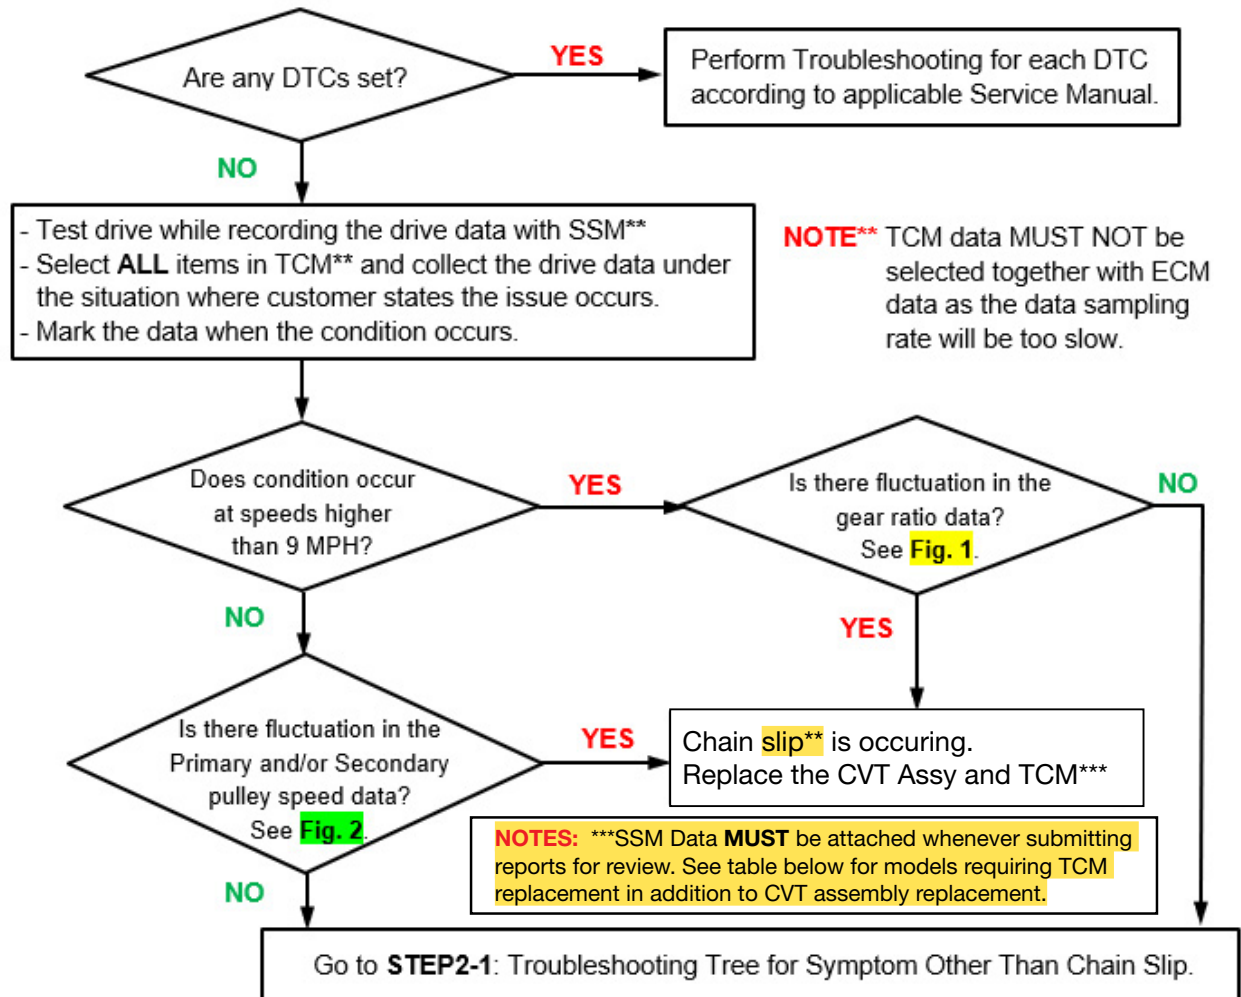 Are any DTCs set?
YES
Perform Troubleshooting for each DTC
according to applicable Service Manual.
NO
- Test drive while recording the drive data with SSM**
- Select ALL items in TCM** and collect the drive data under
the situation where customer states the issue occurs.
- Mark the data when the condition occurs.
NOTE** TCM data MUST NOT be
selected together with ECM
data as the data sampling
rate will be too slow.
Does condition occur
at speeds higher
than 9 MPH?
YES
Is there fluctuation in the
gear ratio data?
See Fig. 1.
NO
NO
YES
Is there fluctuation in the
Primary and/or Secondary
pulley speed data?
See Fig. 2.
YES
Chain slip** is occuring.
Replace the CVT Assy and TCM***
NOTES: ***SSM Data MUST be attached whenever submitting
reports for review. See table below for models requiring TCM
replacement in addition to CVT assembly replacement.
NO
Go to STEP2-1: Troubleshooting Tree for Symptom Other Than Chain Slip.